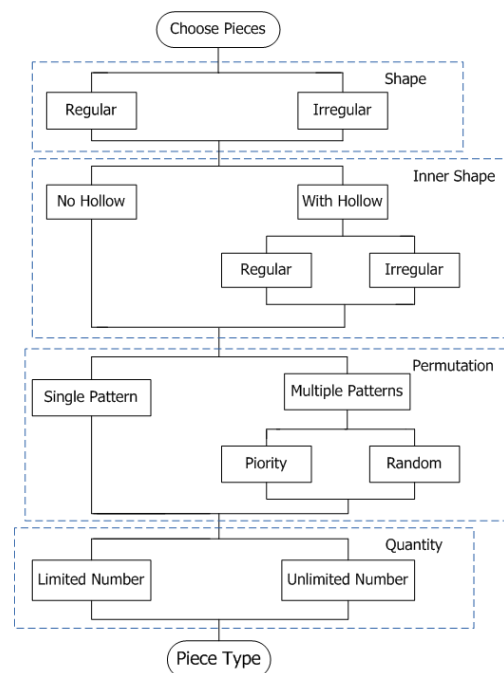 Choose Pieces
Shape
Regular
Irregular
Inner Shape
No Hollow
With Hollow
Regular
Irregular
Permutation
Single Pattern
Multiple Patterns
Piority
Random
Quantity
Limited Number
Unlimited Number
Piece Type